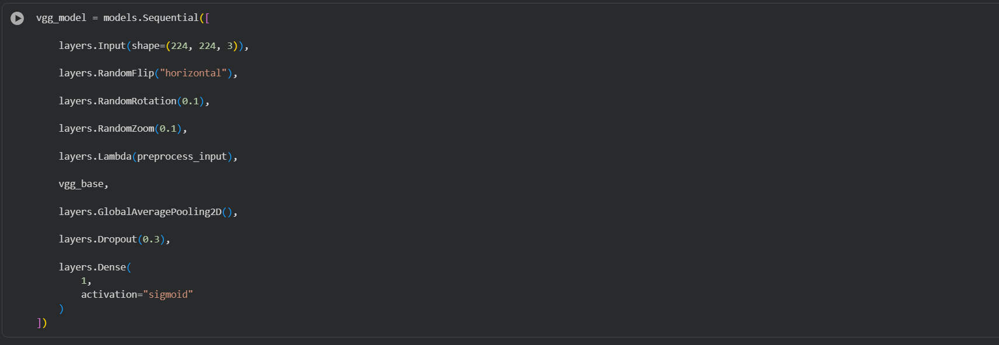 vgg_model = models.Sequential([
layers.Input(shape=(224, 224, 3)),
layers.RandomFlip("horizontal"),
layers.RandomRotation(0.1),
layers.RandomZoom(0.1),
layers.Lambda(preprocess_input),
vgg_base,
layers.GlobalAveragePooling2D(),
layers.Dropout(0.3),
layers.Dense(
1,
activation="sigmoid"
)
])